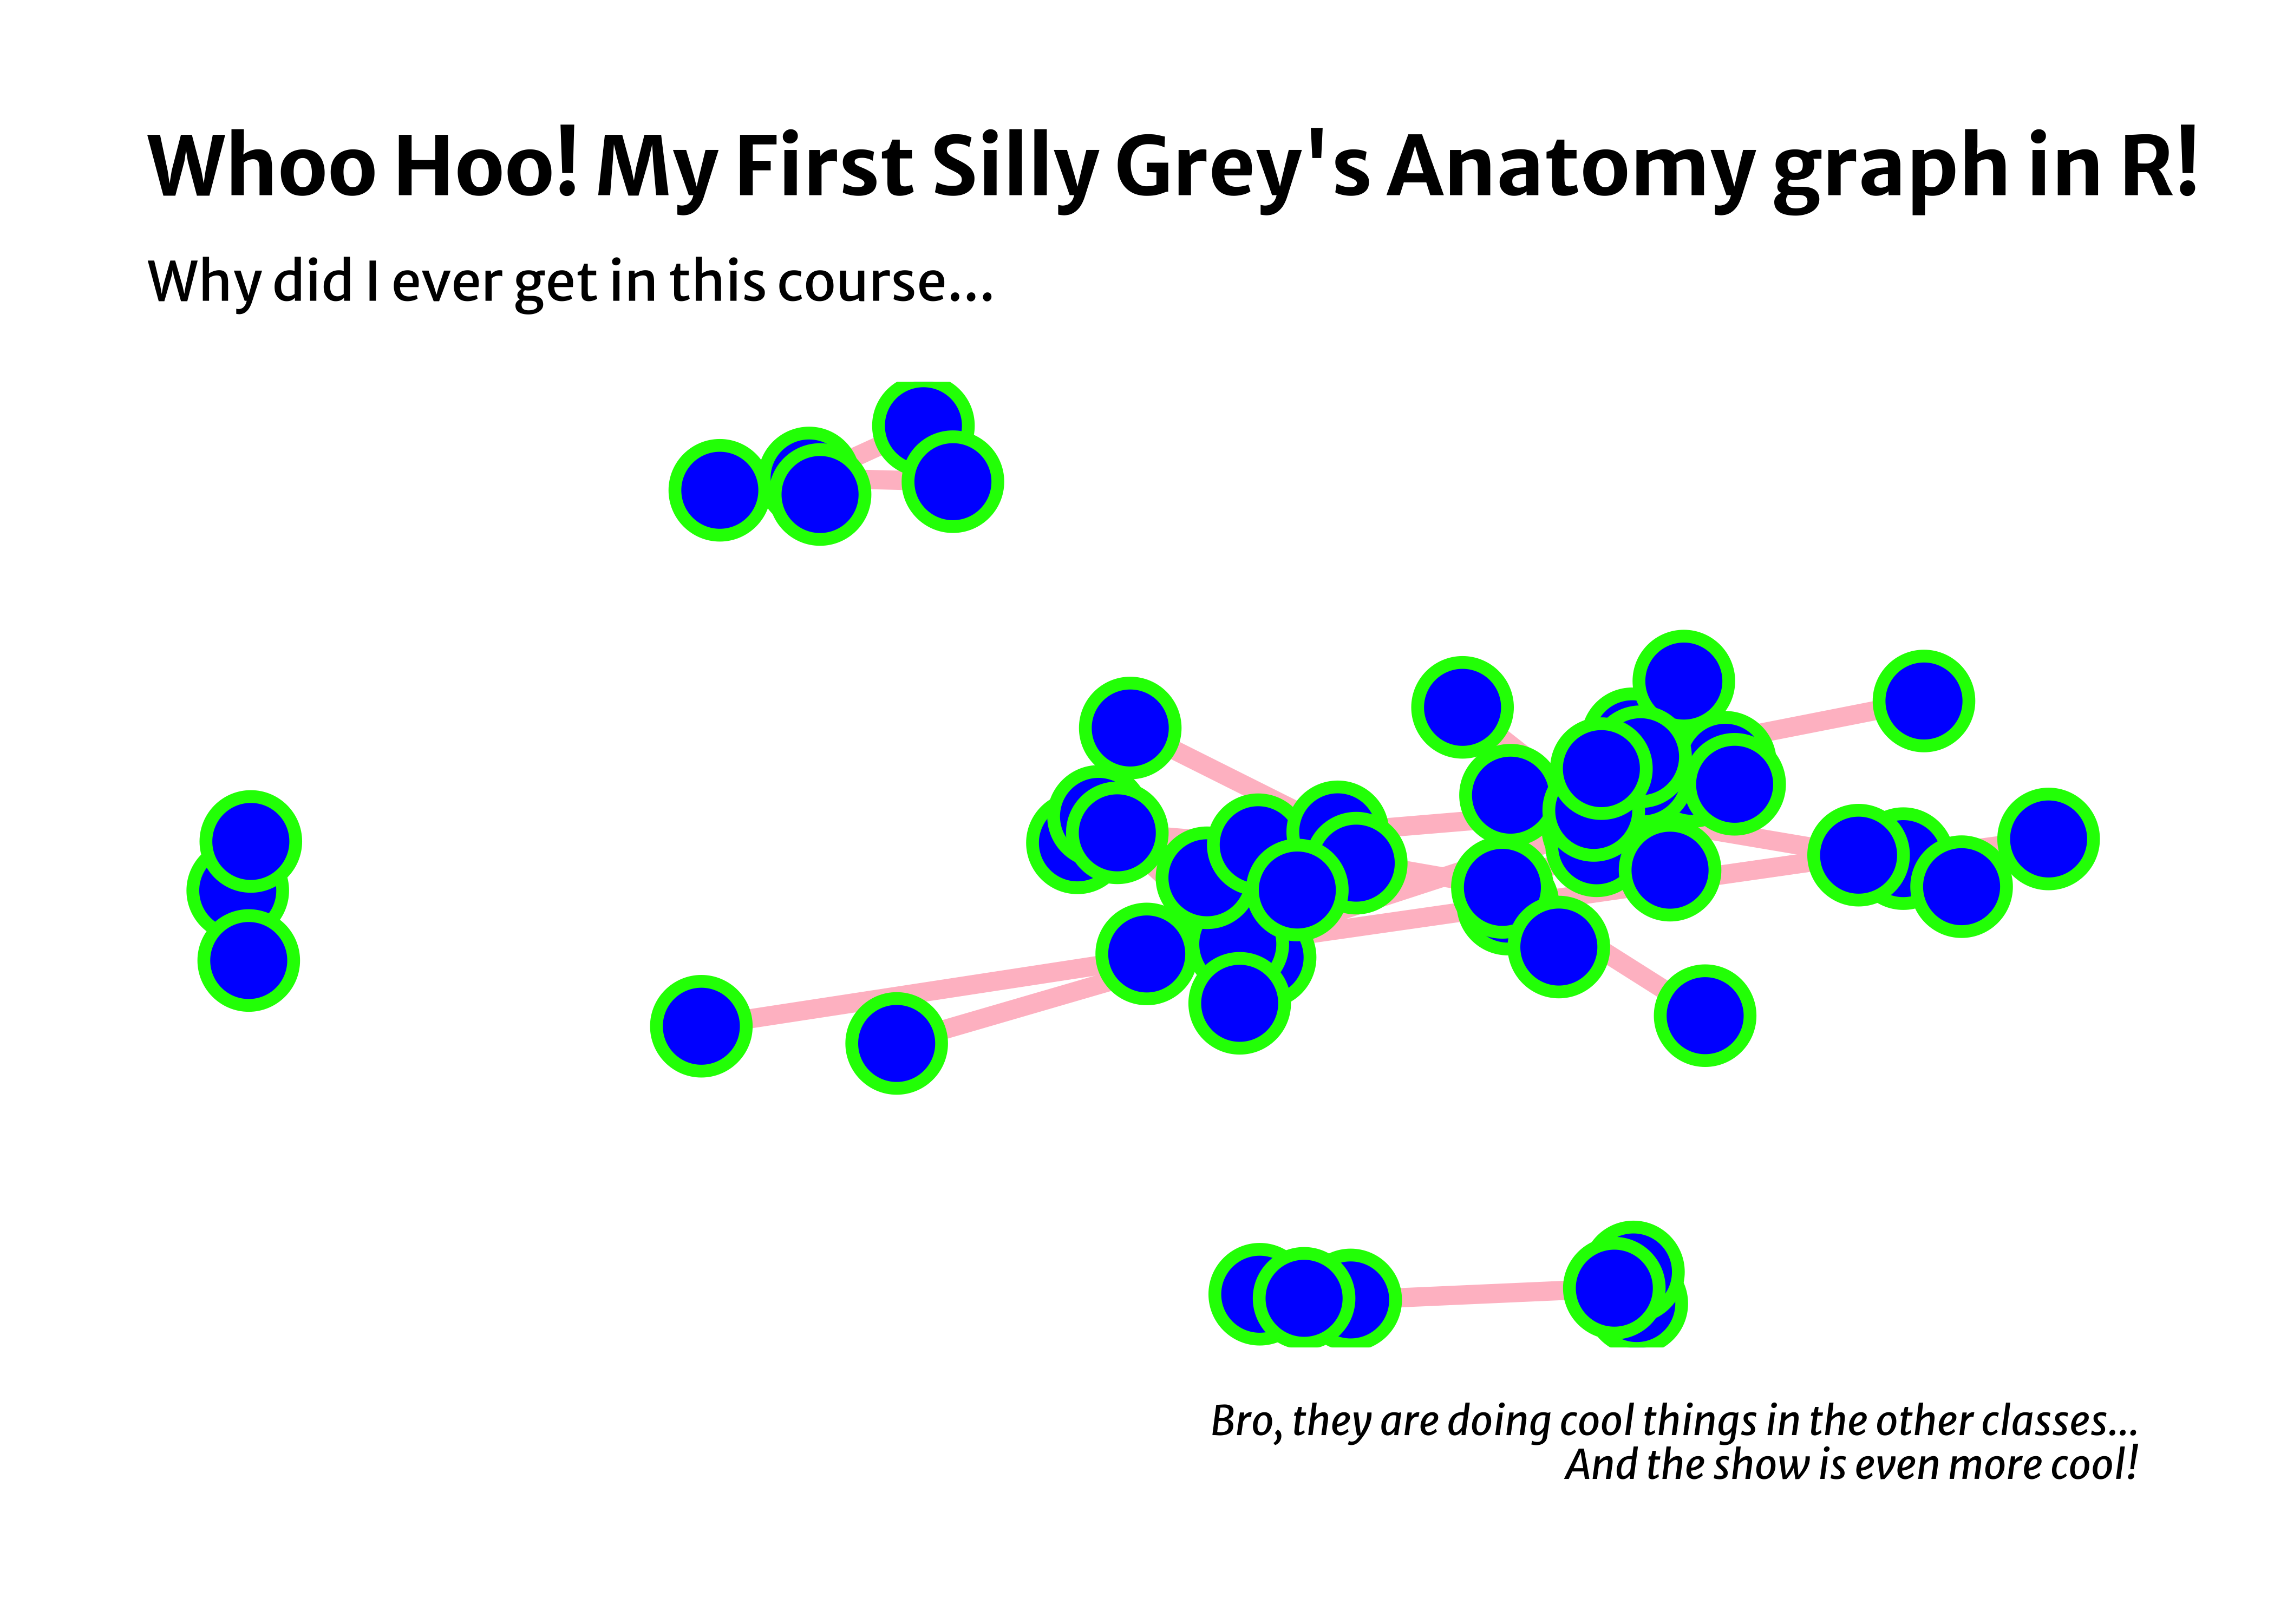 Whoo Hoo! My First Silly Grey's Anatomy graph in R!
Why did I ever get in this course...
Bro, they are doing cool things in the other classes...
And the show is even more cool!